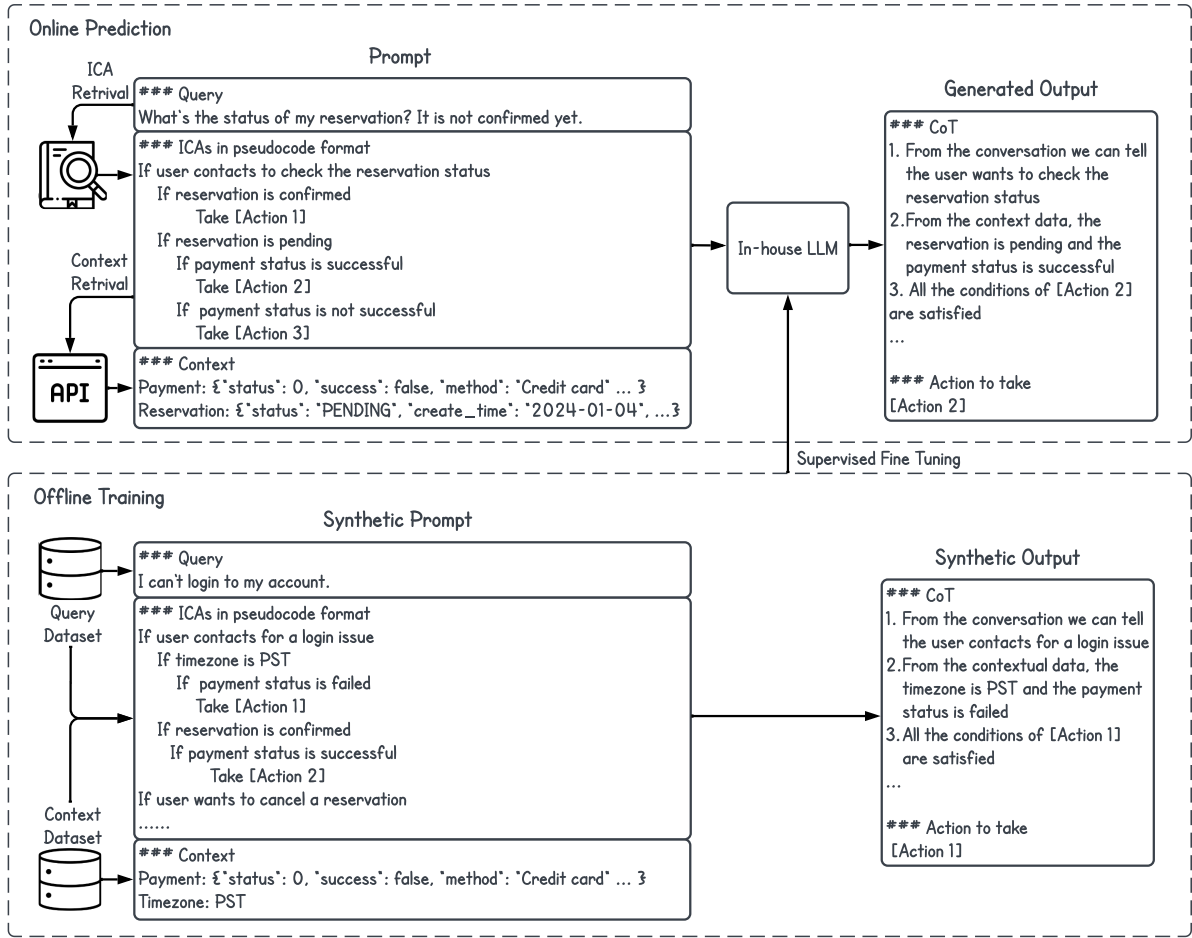 Online Prediction
Prompt
ICA
Retrival
### Query
What's the status of my reservation? It is not confirmed yet.
### ICAs in pseudocode format
If user contacts to check the reservation status
If reservation is confirmed
Take [Action 1]
If reservation is pending
If payment status is successful
Take [Action 2]
If payment status is not successful
Take [Action 3]
Context
Retrival
API
### Context
Payment: {"status": 0, "success": false, "method": "Credit card" ... }
Reservation: {"status": "PENDING", "create_time": "2024-01-04", ...}
In-house LLM
Generated Output
### CoT
1. From the conversation we can tell
the user wants to check the
reservation status
2.From the context data, the
reservation is pending and the
payment status is successful
3. All the conditions of [Action 2]
are satisfied
...
### Action to take
[Action 2]
Supervised Fine Tuning
Offline Training
Synthetic Prompt
### Query
I can't login to my account.
Query
Dataset
### ICAs in pseudocode format
If user contacts for a login issue
If timezone is PST
If payment status is failed
Take [Action 1]
If reservation is confirmed
If payment status is successful
Take [Action 2]
If user wants to cancel a reservation
......
Context
Dataset
### Context
Payment: {"status": 0, "success": false, "method": "Credit card" ... }
Timezone: PST
Synthetic Output
### CoT
1. From the conversation we can tell
the user contacts for a login issue
2.From the contextual data, the
timezone is PST and the payment
status is failed
3.All the conditions of [Action 1]
are satisfied
...
### Action to take
[Action 1]